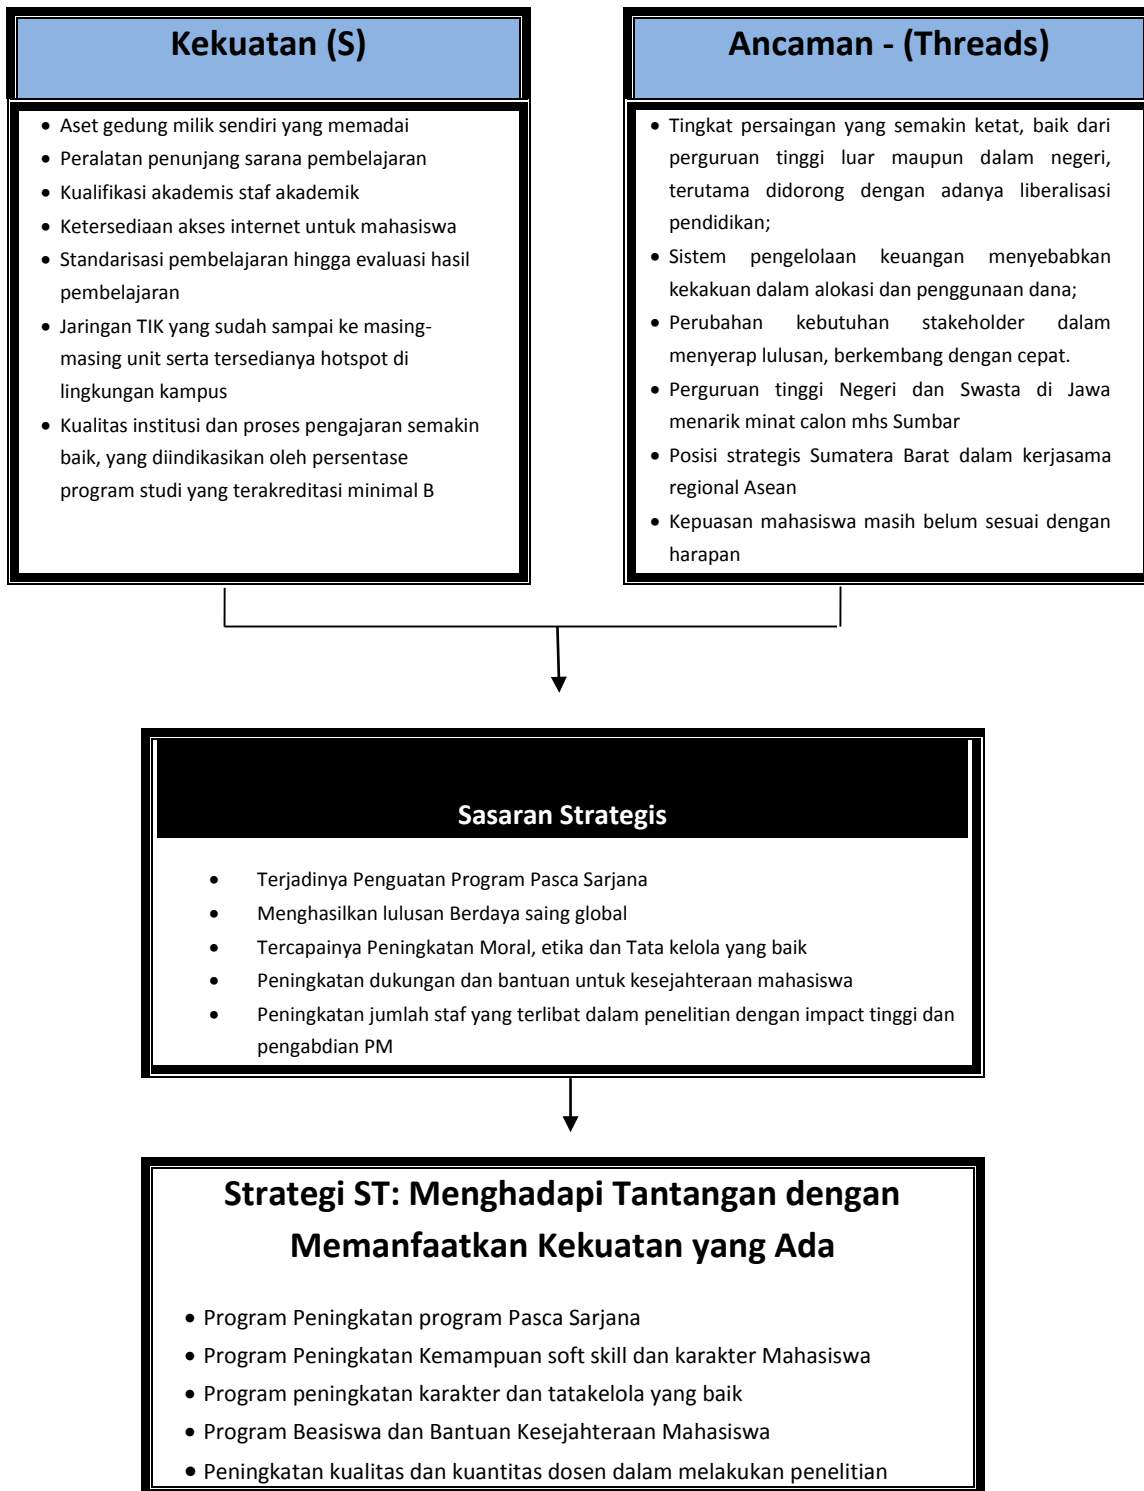 Kekuatan (S)
• Aset gedung milik sendiri yang memadai
• Peralatan penunjang sarana pembelajaran
• Kualifikasi akademis staf akademik
• Ketersediaan akses internet untuk mahasiswa
• Standarisasi pembelajaran hingga evaluasi hasil
pembelajaran
• Jaringan TIK yang sudah sampai ke masing-
masing unit serta tersedianya hotspot di
lingkungan kampus
• Kualitas institusi dan proses pengajaran semakin
baik, yang diindikasikan oleh persentase
program studi yang terakreditasi minimal B
Ancaman - (Threads)
• Tingkat persaingan yang semakin ketat, baik dari
perguruan tinggi luar maupun dalam negeri,
terutama didorong dengan adanya liberalisasi
pendidikan;
• Sistem pengelolaan keuangan menyebabkan
kekakuan dalam alokasi dan penggunaan dana;
• Perubahan kebutuhan stakeholder dalam
menyerap lulusan, berkembang dengan cepat.
• Perguruan tinggi Negeri dan Swasta di Jawa
menarik minat calon mhs Sumbar
• Posisi strategis Sumatera Barat dalam kerjasama
regional Asean
• Kepuasan mahasiswa masih belum sesuai dengan
harapan
Sasaran Strategis
• Terjadinya Penguatan Program Pasca Sarjana
• Menghasilkan lulusan Berdaya saing global
• Tercapainya Peningkatan Moral, etika dan Tata kelola yang baik
• Peningkatan dukungan dan bantuan untuk kesejahteraan mahasiswa
• Peningkatan jumlah staf yang terlibat dalam penelitian dengan impact tinggi dan
pengabdian PM
Strategi ST: Menghadapi Tantangan dengan
Memanfaatkan Kekuatan yang Ada
• Program Peningkatan program Pasca Sarjana
• Program Peningkatan Kemampuan soft skill dan karakter Mahasiswa
• Program peningkatan karakter dan tatakelola yang baik
• Program Beasiswa dan Bantuan Kesejahteraan Mahasiswa
• Peningkatan kualitas dan kuantitas dosen dalam melakukan penelitian